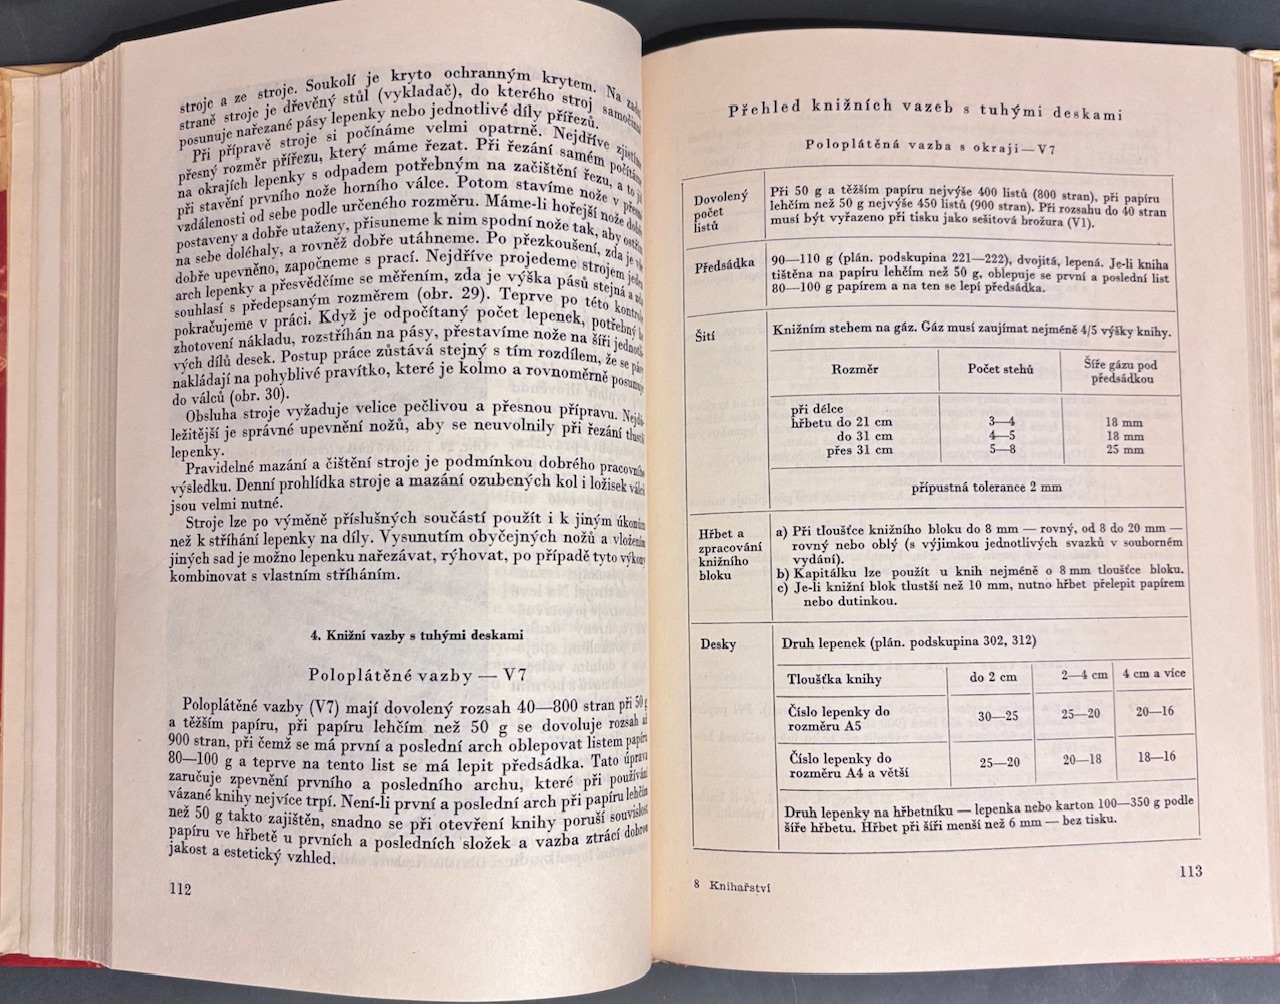 stroje a ze stroje. Soukolí je kryto ochranným krytem. Na
straně stroje je dřevěný stůl (vykladač), do kterého stroj
posunuje nařezané pásy lepenky nebo jednotlivé díly přířezů.
Při přípravě stroje si počínáme velmi opatrně. Nejdříve
přesný rozměr přířezu, který máme řezat. Při řezání samém
na okrajích lepenky s odpadem potřebným na začištění řezu, a to
při stavění prvního nože horního válce. Potom stavíme nože v
vzdálenosti od sebe podle určeného rozměru. Máme-li hořejší nože
postaveny a dobře utaženy, přisuneme k nim spodní nože tak, aby
na sebe doléhaly, a rovněž dobře utáhneme. Po přezkoušení, zda je
dobře upevněno, započneme s prací. Nejdříve projedeme strojem
arch lepenky a přesvědčíme se měřením, zda je výška pásů stejná a
souhlasí s předepsaným rozměrem (obr. 29). Teprve po této
pokračujeme v práci. Když je odpočítaný počet lepenek, potřebný
zhotovení nákladu, rozstříhán na pásy, přestavíme nože na šíři
vých dílů desek. Postup práce zůstává stejný s tím rozdílem, že se
nakládají na pohyblivé pravítko, které je kolmo a rovnoměrně
do válců (obr. 30).
Obsluha stroje vyžaduje velice pečlivou a přesnou přípravu.
ležitější je správné upevnění nožů, aby se neuvolnily při řezání
lepenky.
Pravidelné mazání a čištění stroje je podmínkou dobrého
výsledku. Denní prohlídka stroje a mazání ozubených kol i ložisek
jsou velmi nutné.
Stroje lze po výměně příslušných součástí použít i k jiným
než k stříhání lepenky na díly. Vysunutím obyčejných nožů a
jiných sad je možno lepenku nařezávat, rýhovat, po případě tyto
kombinovat s vlastním stříháním.
4. Knižní vazby s tuhými deskami
Poloplátěné vazby — V7
Poloplátěné vazby (V7) mají dovolený rozsah 40—800 stran při 50 g
a těžším papíru, při papíru lehčím než 50 g se dovoluje rozsah
900 stran, při čemž se má první a poslední arch oblepovat listem papíru
80—100 g a teprve na tento list se má lepit předsádka. Tato úprava
zaručuje zpevnění prvního a posledního archu, které při používání
vázané knihy nejvíce trpí. Není-li první a poslední arch při papíru lehčím
než 50 g takto zajištěn, snadno se při otevření knihy poruší souvislost
papíru ve hřbetě u prvních a posledních složek a vazba ztrácí dobrou
jakost a estetický vzhled.
112
Přehled knižních vazeb s tuhými deskami
Poloplátěná vazba s okraji—V7
Dovolený
počet
listů
Při 50 g a těžším papíru nejvýše 400 listů (800 stran), při papíru
lehčím než 50 g nejvýše 450 listů (900 stran). Při rozsahu do 40 stran
musí být vyřazeno při tisku jako sešitová brožura (V1).
Předsádka
90—110 g (plán. podskupina 221—222), dvojitá, lepená. Je-li kniha
tištěna na papíru lehčím než 50 g, oblepuje se první a poslední list
80—100 g papírem a na ten se lepí předsádka.
Šití
Knižním stehem na gáz. Gáz musí zaujímat nejméně 4/5 výšky knihy.
Rozměr Počet stehů Šíře gázu pod
předsádkou
při délce
hřbetu do 21 cm 3—4 18 mm
do 31 cm 4—5 18 mm
přes 31 cm 5—8 25 mm
přípustná tolerance 2 mm
Hřbet a
zpracování
knižního
bloku
a) Při tloušťce knižního bloku do 8 mm — rovný, od 8 do 20 mm —
rovný nebo oblý (s výjimkou jednotlivých svazků v souborném
vydání).
b) Kapitálku lze použít u knih nejméně o 8 mm tloušťce bloku.
c) Je-li knižní blok tlustší než 10 mm, nutno hřbet přelepit papírem
nebo dutinkou.
Desky
Druh lepenek (plán. podskupina 302, 312)
Tloušťka knihy do 2 cm 2—4 cm 4 cm a více
Číslo lepenky do
rozměru A5 30—25 25—20 20—16
Číslo lepenky do
rozměru A4 a větší 25—20 20—18 18—16
Druh lepenky na hřbetníku — lepenka nebo karton 100—350 g podle
šíře hřbetu. Hřbet při šíři menší než 6 mm — bez tisku.
8 Knihařství
113